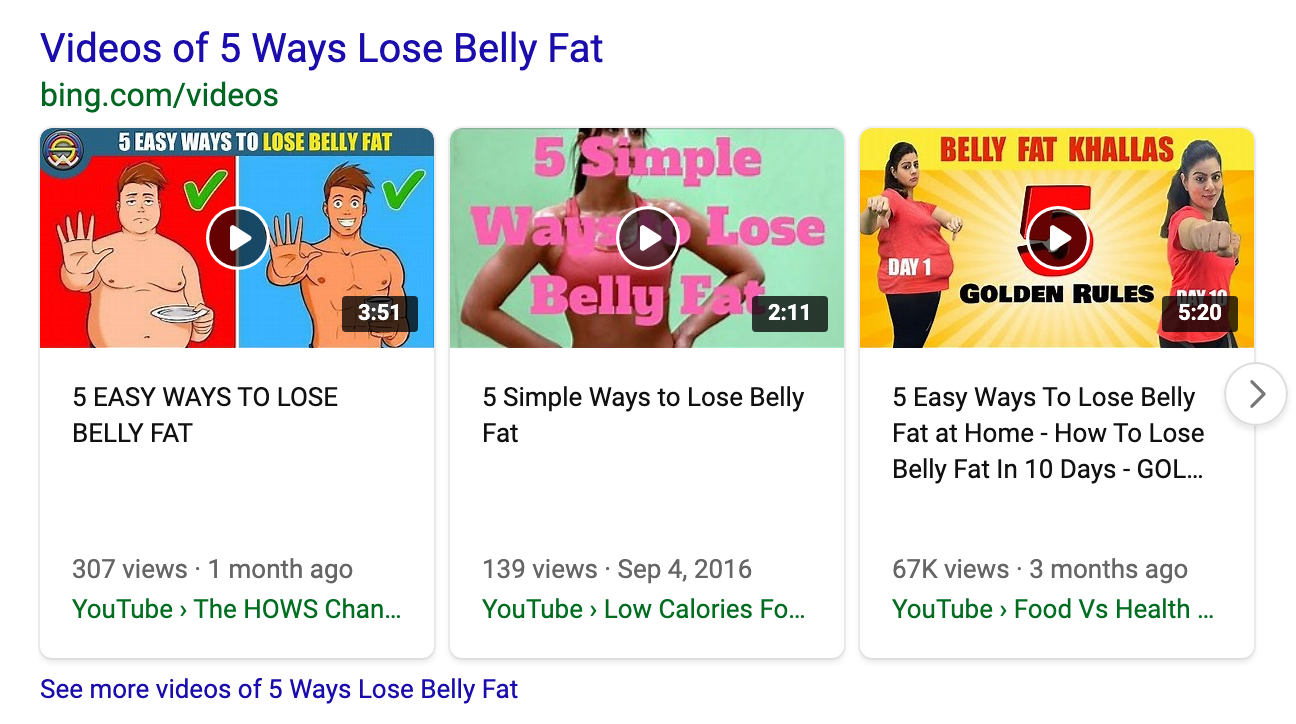 Videos of 5 Ways Lose Belly Fat
bing.com/videos
5 EASY WAYS TO LOSE BELLY FAT
3:51
5 EASY WAYS TO LOSE
BELLY FAT
307 views · 1 month ago
YouTube › The HOWS Chan...
5 Simple
Ways to Lose
Belly Fat
2:11
5 Simple Ways to Lose Belly
Fat
139 views · Sep 4, 2016
YouTube › Low Calories Fo...
BELLY FAT KHALLAS
5
DAY 1
GOLDEN RULES
DAY 10
5:20
5 Easy Ways To Lose Belly
Fat at Home - How To Lose
Belly Fat In 10 Days - GOL...
67K views · 3 months ago
YouTube › Food Vs Health ...
See more videos of 5 Ways Lose Belly Fat